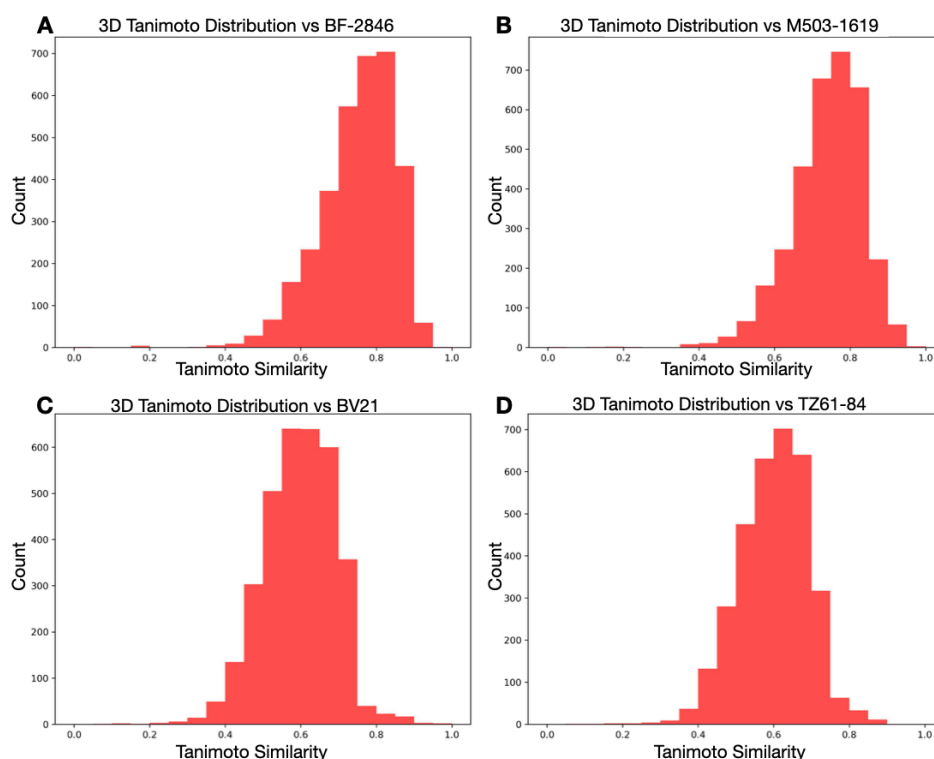 A
3D Tanimoto Distribution vs BF-2846
700
600
500
400
300
200
100
0
Count
0.0 0.2 0.4 0.6 0.8 1.0
Tanimoto Similarity
B
3D Tanimoto Distribution vs M503-1619
700
600
500
400
300
200
100
0
Count
0.0 0.2 0.4 0.6 0.8 1.0
Tanimoto Similarity
C
3D Tanimoto Distribution vs BV21
600
500
400
300
200
100
0
Count
0.0 0.2 0.4 0.6 0.8 1.0
Tanimoto Similarity
D
3D Tanimoto Distribution vs TZ61-84
700
600
500
400
300
200
100
0
Count
0.0 0.2 0.4 0.6 0.8 1.0
Tanimoto Similarity